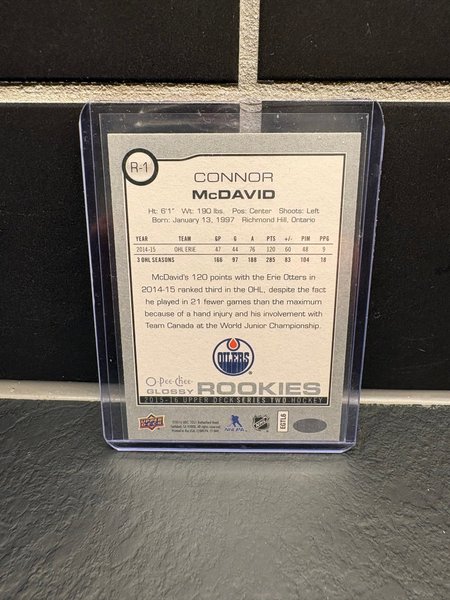 R-1
CONNOR
McDAVID
Ht: 6'1" Wt: 190 lbs. Pos: Center Shoots: Left
Born: January 13, 1997 Richmond Hill, Ontario
YEAR TEAM GP G A PTS +/- PIM PPG
2014-15 OHL ERIE 47 44 76 120 60 48 9
3 OHL SEASONS 166 97 188 285 83 104 18
McDavid's 120 points with the Erie Otters in
2014-15 ranked third in the OHL, despite the fact
he played in 21 fewer games than the maximum
because of a hand injury and his involvement with
Team Canada at the World Junior Championship.
OILERS
O-Pee-Chee
GLOSSY ROOKIES
2015-16 UPPER DECK SERIES TWO HOCKEY
NHLPA
NHL
EGTL6